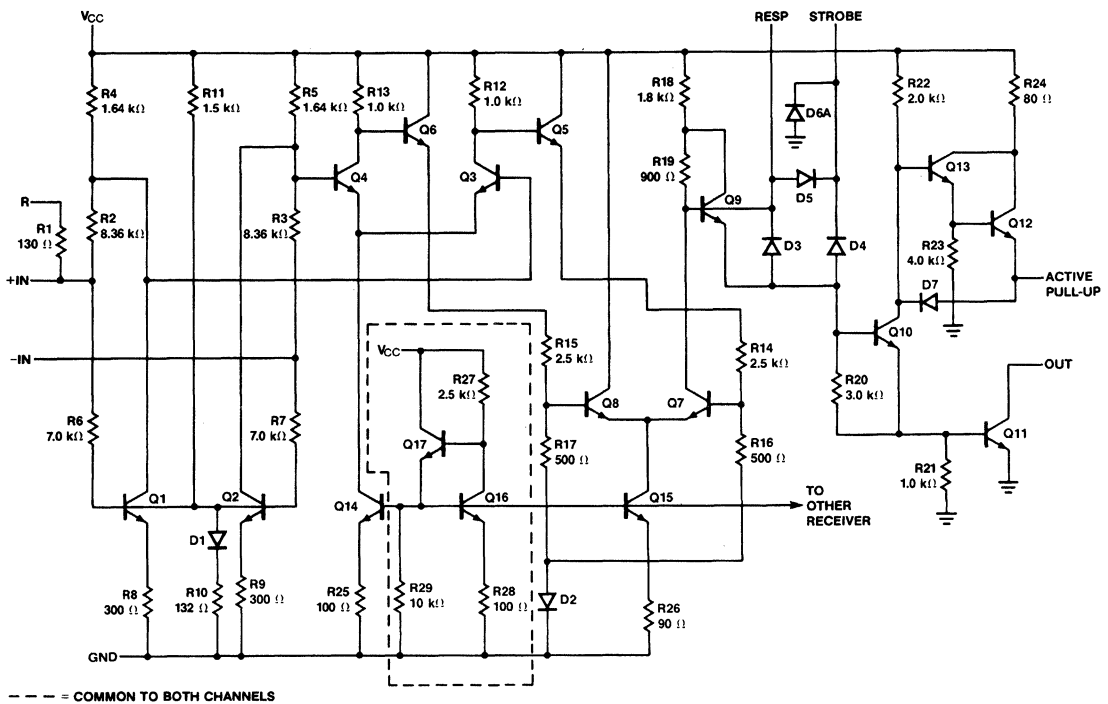 VCC
RESP
STROBE
R4
1.64 kΩ
R11
1.5 kΩ
R5
1.64 kΩ
R13
1.0 kΩ
Q6
R12
1.0 kΩ
Q5
R18
1.8 kΩ
D6A
R22
2.0 kΩ
R24
80 Ω
R
R1
130 Ω
R2
8.36 kΩ
R3
8.36 kΩ
Q4
Q3
R19
900 Ω
Q9
D5
Q13
Q12
D3
D4
R23
4.0 kΩ
+IN
D7
ACTIVE
PULL-UP
Q10
−IN
VCC
R27
2.5 kΩ
R15
2.5 kΩ
R14
2.5 kΩ
OUT
R20
3.0 kΩ
Q8
Q7
R6
7.0 kΩ
R7
7.0 kΩ
Q17
R17
500 Ω
R16
500 Ω
Q11
R21
1.0 kΩ
Q1
Q2
Q14
Q16
Q15
TO
OTHER
RECEIVER
D1
R8
300 Ω
R10
132 Ω
R9
300 Ω
R25
100 Ω
R29
10 kΩ
R28
100 Ω
D2
R26
90 Ω
GND
– – – – = COMMON TO BOTH CHANNELS